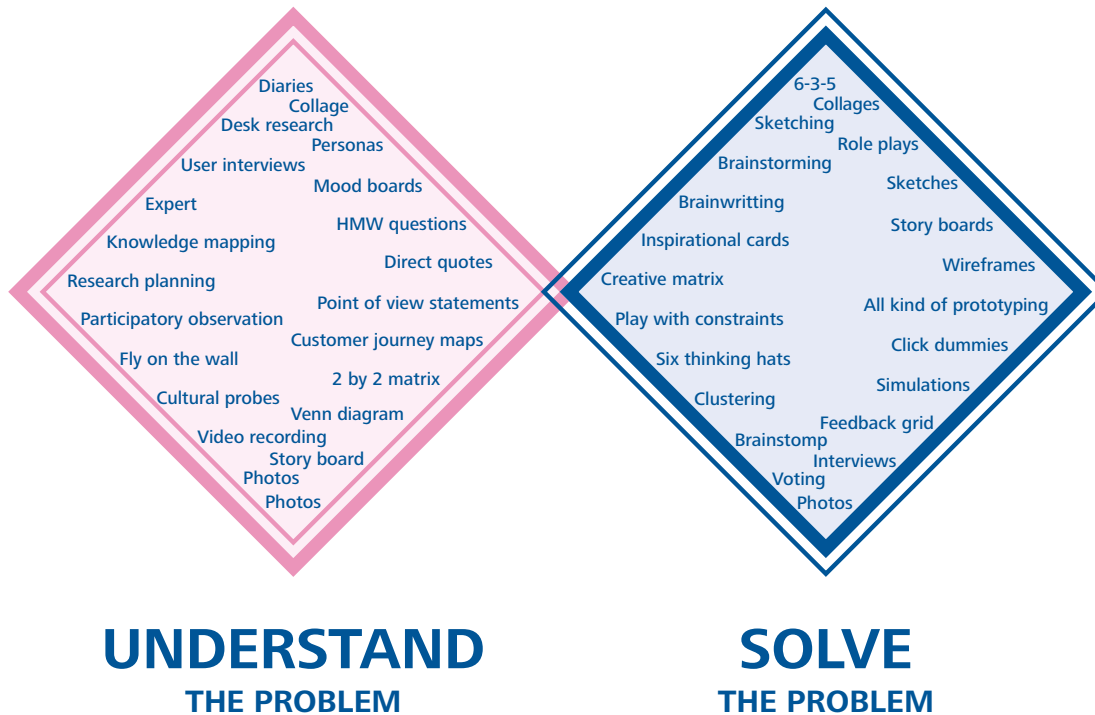 Diaries
Collage
Desk research
Personas
User interviews
Mood boards
Expert
HMW questions
Knowledge mapping
Direct quotes
Research planning
Point of view statements
Participatory observation
Customer journey maps
Fly on the wall
2 by 2 matrix
Cultural probes
Venn diagram
Video recording
Story board
Photos
Photos
UNDERSTAND
THE PROBLEM
6-3-5
Collages
Sketching
Role plays
Brainstorming
Sketches
Brainwritting
Story boards
Inspirational cards
Wireframes
Creative matrix
All kind of prototyping
Play with constraints
Click dummies
Six thinking hats
Simulations
Clustering
Feedback grid
Brainstomp
Interviews
Voting
Photos
SOLVE
THE PROBLEM